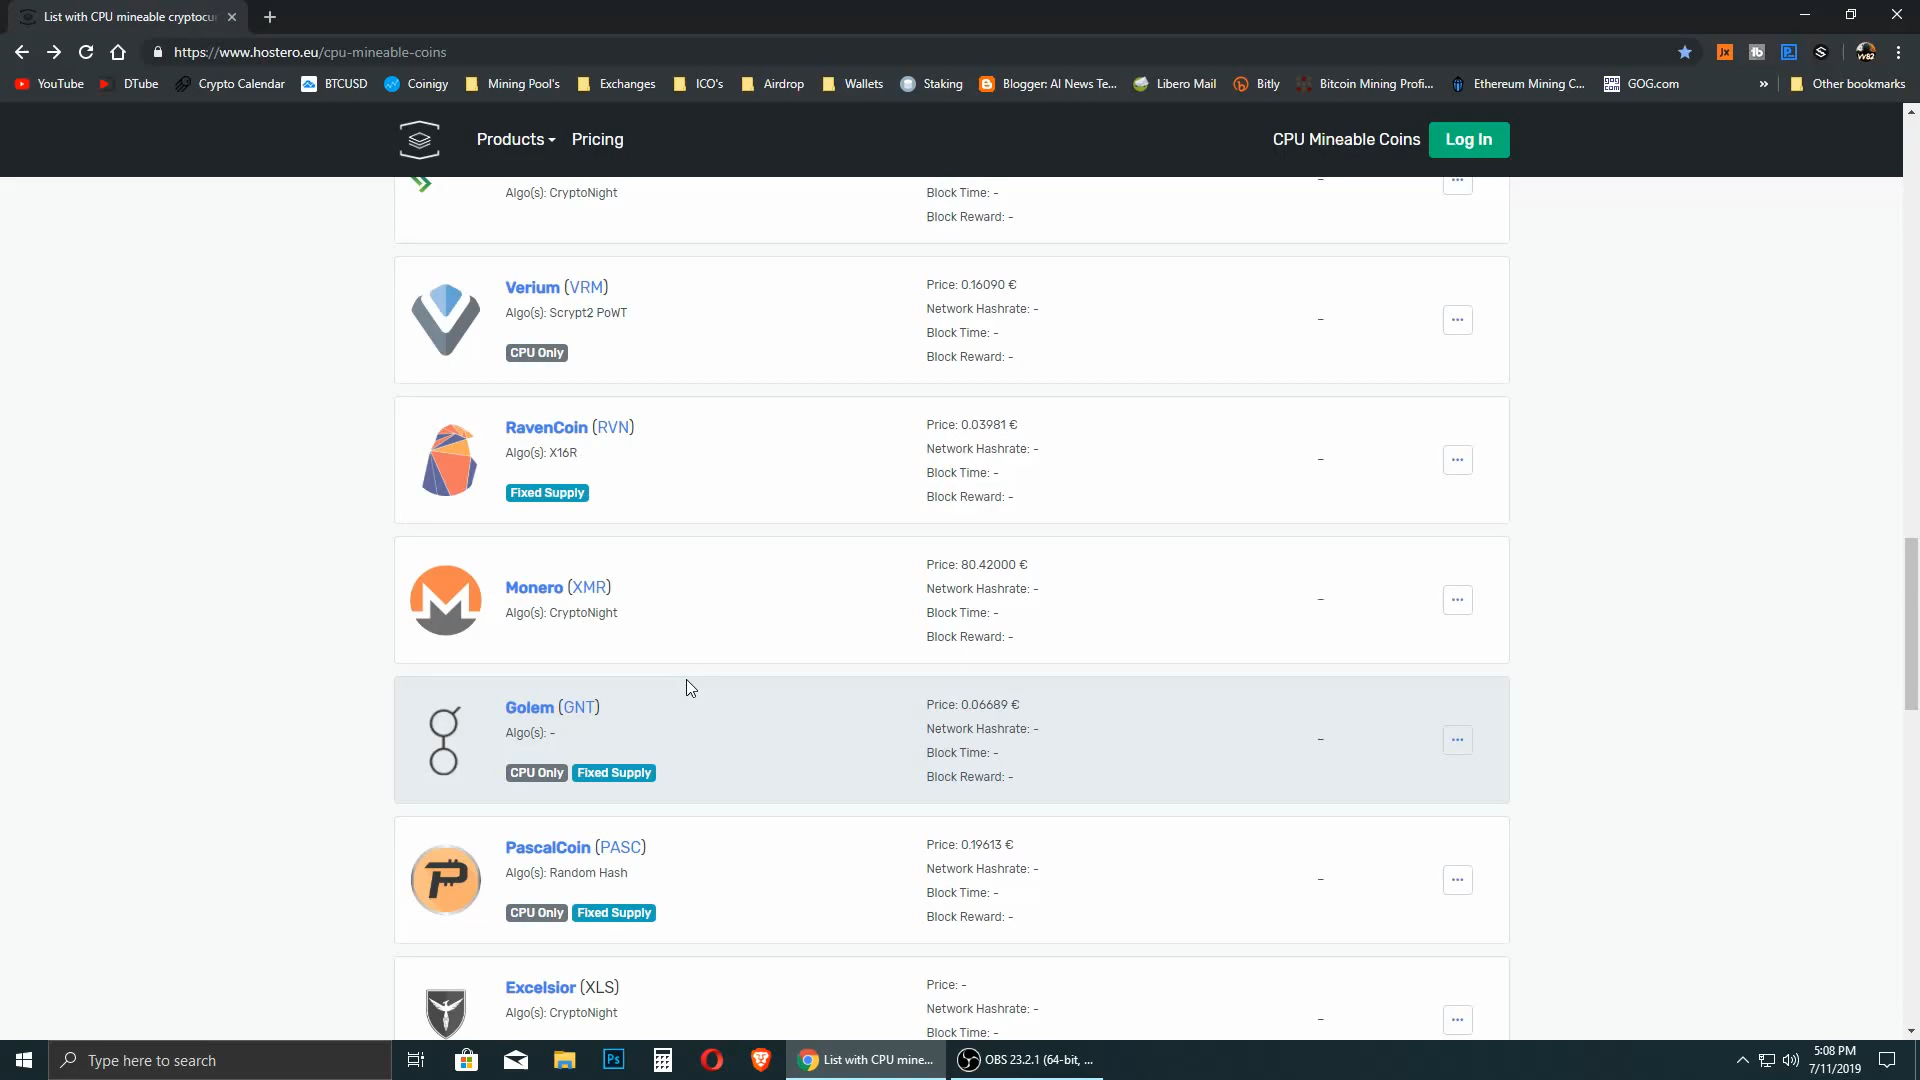 List with CPU mineable cryptocu
https://www.hostero.eu/cpu-mineable-coins
YouTube DTube Crypto Calendar BTCUSD Coinigy Mining Pool's Exchanges ICO's Airdrop Wallets Staking Blogger: AI News Te... Libero Mail Bitly Bitcoin Mining Profi... Ethereum Mining C... GOG.com » Other bookmarks
Products Pricing CPU Mineable Coins Log In
Algo(s): CryptoNight
Block Time: -
Block Reward: -
–
...
Verium (VRM)
Algo(s): Scrypt2 PoWT
CPU Only
Price: 0.16090 €
Network Hashrate: -
Block Time: -
Block Reward: -
–
...
RavenCoin (RVN)
Algo(s): X16R
Fixed Supply
Price: 0.03981 €
Network Hashrate: -
Block Time: -
Block Reward: -
–
...
Monero (XMR)
Algo(s): CryptoNight
Price: 80.42000 €
Network Hashrate: -
Block Time: -
Block Reward: -
–
...
Golem (GNT)
Algo(s): -
CPU Only Fixed Supply
Price: 0.06689 €
Network Hashrate: -
Block Time: -
Block Reward: -
–
...
PascalCoin (PASC)
Algo(s): Random Hash
CPU Only Fixed Supply
Price: 0.19613 €
Network Hashrate: -
Block Time: -
Block Reward: -
–
...
Excelsior (XLS)
Algo(s): CryptoNight
Price: -
Network Hashrate: -
Block Time: -
–
...
Type here to search
Ps
List with CPU mine...
OBS 23.2.1 (64-bit, ...
5:08 PM
7/11/2019